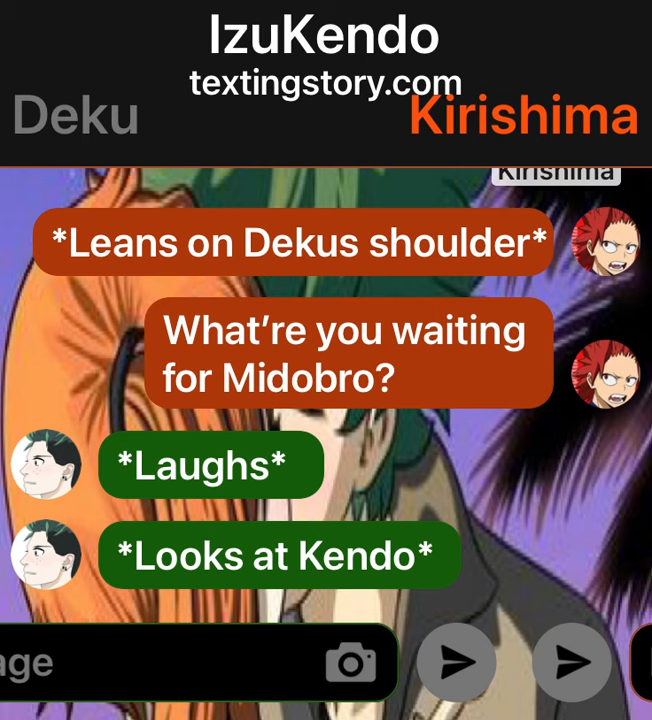 IzuKendo
textingstory.com
Deku
Kirishima
Kirishima
*Leans on Dekus shoulder*
What’re you waiting
for Midobro?
*Laughs*
*Looks at Kendo*
age